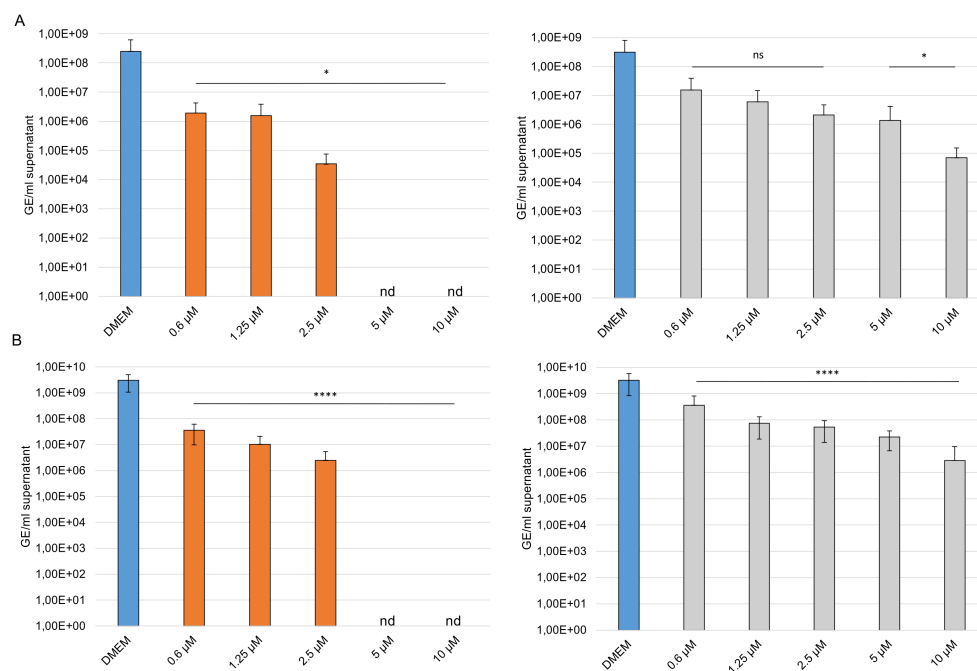 A
GE/ml supernatant
1,00E+09
1,00E+08
1,00E+07
1,00E+06
1,00E+05
1,00E+04
1,00E+03
1,00E+02
1,00E+01
1,00E+00
*
nd nd
DMEM 0.6 µM 1.25 µM 2.5 µM 5 µM 10 µM
GE/ml supernatant
1,00E+09
1,00E+08
1,00E+07
1,00E+06
1,00E+05
1,00E+04
1,00E+03
1,00E+02
1,00E+01
1,00E+00
ns *
DMEM 0.6 µM 1.25 µM 2.5 µM 5 µM 10 µM
B
GE/ml supernatant
1,00E+10
1,00E+09
1,00E+08
1,00E+07
1,00E+06
1,00E+05
1,00E+04
1,00E+03
1,00E+02
1,00E+01
1,00E+00
****
nd nd
DMEM 0.6 µM 1.25 µM 2.5 µM 5 µM 10 µM
GE/ml supernatant
1,00E+10
1,00E+09
1,00E+08
1,00E+07
1,00E+06
1,00E+05
1,00E+04
1,00E+03
1,00E+02
1,00E+01
1,00E+00
****
DMEM 0.6 µM 1.25 µM 2.5 µM 5 µM 10 µM